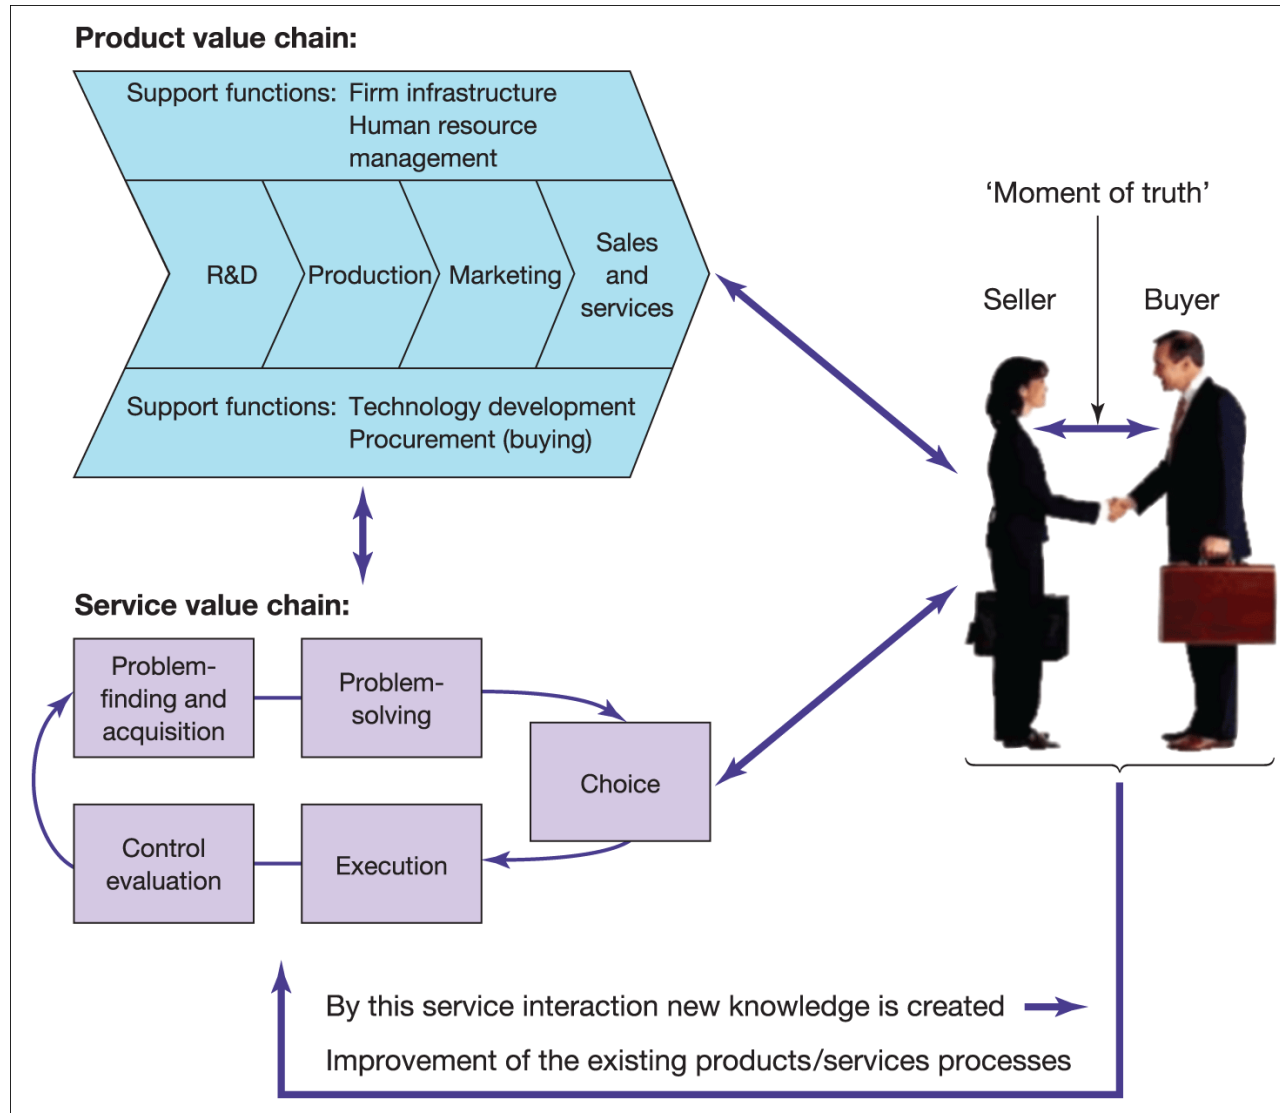 Product value chain:
Support functions: Firm infrastructure
Human resource
management
R&D
Production
Marketing
Sales
and
services
Support functions: Technology development
Procurement (buying)
‘Moment of truth’
Seller
Buyer
Service value chain:
Problem-
finding and
acquisition
Problem-
solving
Choice
Control
evaluation
Execution
By this service interaction new knowledge is created
Improvement of the existing products/services processes